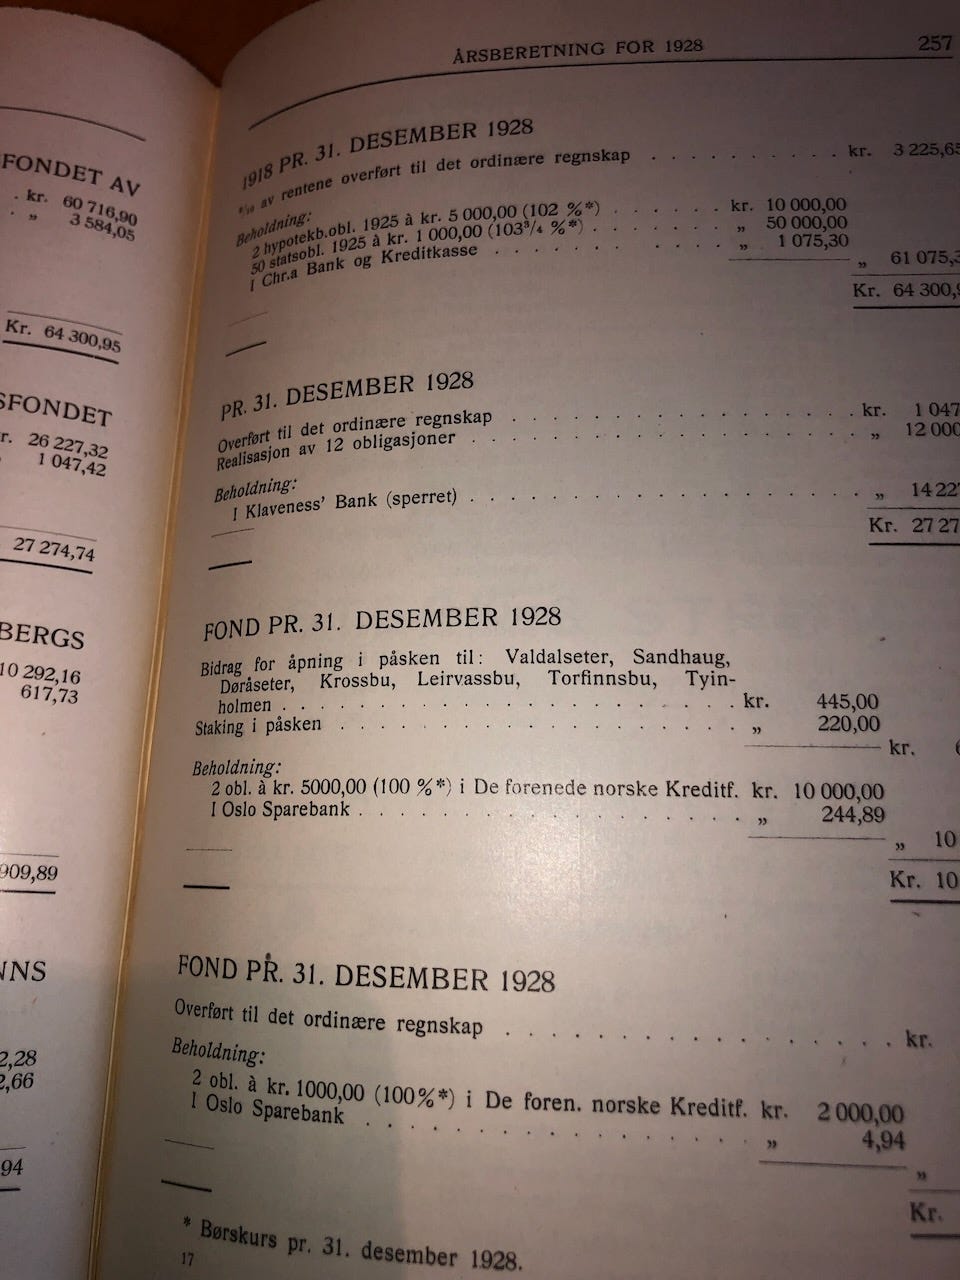 FONDET AV
. kr. 60 716,90
. „ 3 584,05
Kr. 64 300,95
SFONDET
r. 26 227,32
1 047,42
27 274,74
BERGS
10 292,16
617,73
909,89
NNS
2,28
2,66
94
ÅRSBERETNING FOR 1928 257
1918 PR. 31. DESEMBER 1928
av rentene overført til det ordinære regnskap . . . . . . . . . . kr. 3 225,65
Beholdning:
2 hypotekb.obl. 1925 à kr. 5 000,00 (102 %*) . . . . . . kr. 10 000,00
50 statsobl. 1925 à kr. 1 000,00 (103³/₄ %*) . . . . . . . „ 50 000,00
I Chr.a Bank og Kreditkasse . . . . . . . . . . . „ 1 075,30
„ 61 075,3
Kr. 64 300,9
PR. 31. DESEMBER 1928
Overført til det ordinære regnskap . . . . . . . . . . . . . . . . . kr. 1 047
Realisasjon av 12 obligasjoner . . . . . . . . . . . . . . . . . . „ 12 000
Beholdning:
I Klaveness' Bank (sperret) . . . . . . . . . . . . . . . . . . „ 14 227
Kr. 27 27
FOND PR. 31. DESEMBER 1928
Bidrag for åpning i påsken til: Valdalseter, Sandhaug,
Døråseter, Krossbu, Leirvassbu, Torfinnsbu, Tyin-
holmen . . . . . . . . . . . . . . . . . . . . . kr. 445,00
Staking i påsken . . . . . . . . . . . . . . . . . . „ 220,00
kr. 6
Beholdning:
2 obl. à kr. 5000,00 (100 %*) i De forenede norske Kreditf. kr. 10 000,00
I Oslo Sparebank . . . . . . . . . . . . . . . . . „ 244,89
„ 10
Kr. 10
FOND PR. 31. DESEMBER 1928
Overført til det ordinære regnskap . . . . . . . . . . . . . . . . . kr.
Beholdning:
2 obl. à kr. 1000,00 (100%*) i De foren. norske Kreditf. kr. 2 000,00
I Oslo Sparebank . . . . . . . . . . . . . . . . . „ 4,94
„
Kr.
* Børskurs pr. 31. desember 1928.
17